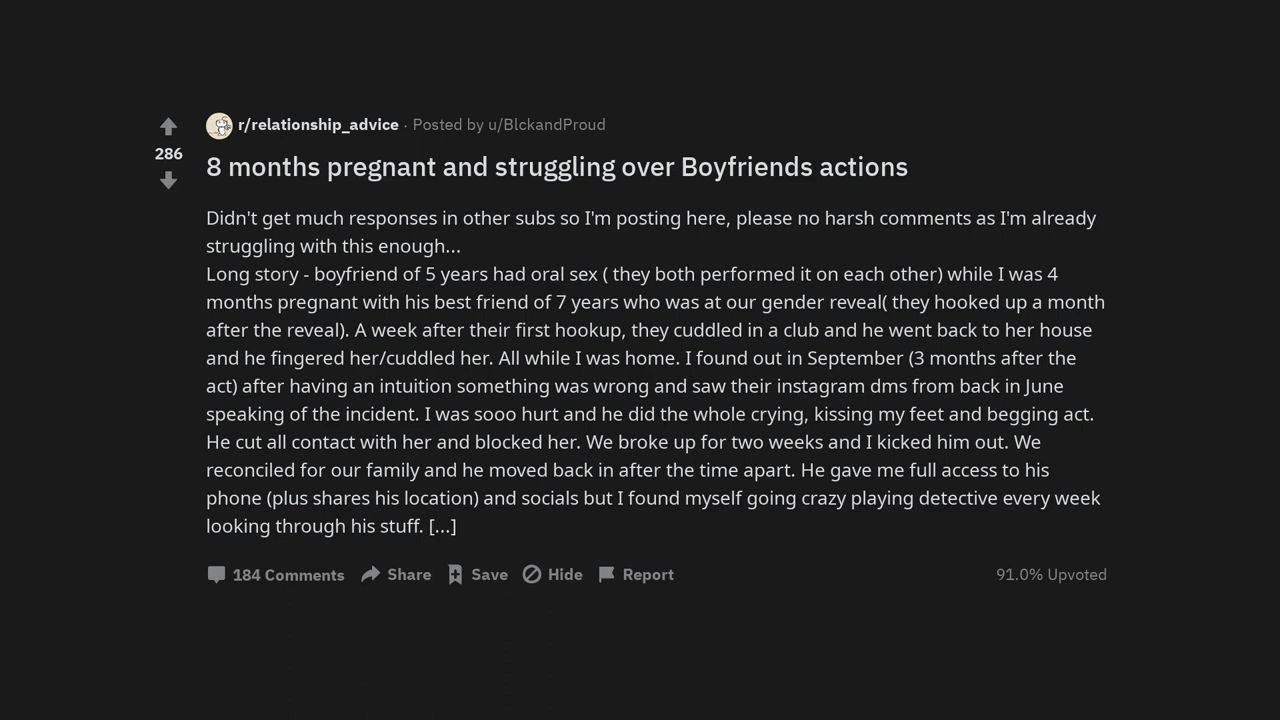 r/relationship_advice · Posted by u/BlckandProud
286
8 months pregnant and struggling over Boyfriends actions
Didn't get much responses in other subs so I'm posting here, please no harsh comments as I'm already
struggling with this enough...
Long story - boyfriend of 5 years had oral sex ( they both performed it on each other) while I was 4
months pregnant with his best friend of 7 years who was at our gender reveal( they hooked up a month
after the reveal). A week after their first hookup, they cuddled in a club and he went back to her house
and he fingered her/cuddled her. All while I was home. I found out in September (3 months after the
act) after having an intuition something was wrong and saw their instagram dms from back in June
speaking of the incident. I was sooo hurt and he did the whole crying, kissing my feet and begging act.
He cut all contact with her and blocked her. We broke up for two weeks and I kicked him out. We
reconciled for our family and he moved back in after the time apart. He gave me full access to his
phone (plus shares his location) and socials but I found myself going crazy playing detective every week
looking through his stuff. [...]
184 Comments Share Save Hide Report 91.0% Upvoted